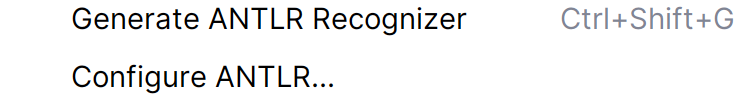 Generate ANTLR Recognizer Ctrl+Shift+G
Configure ANTLR...